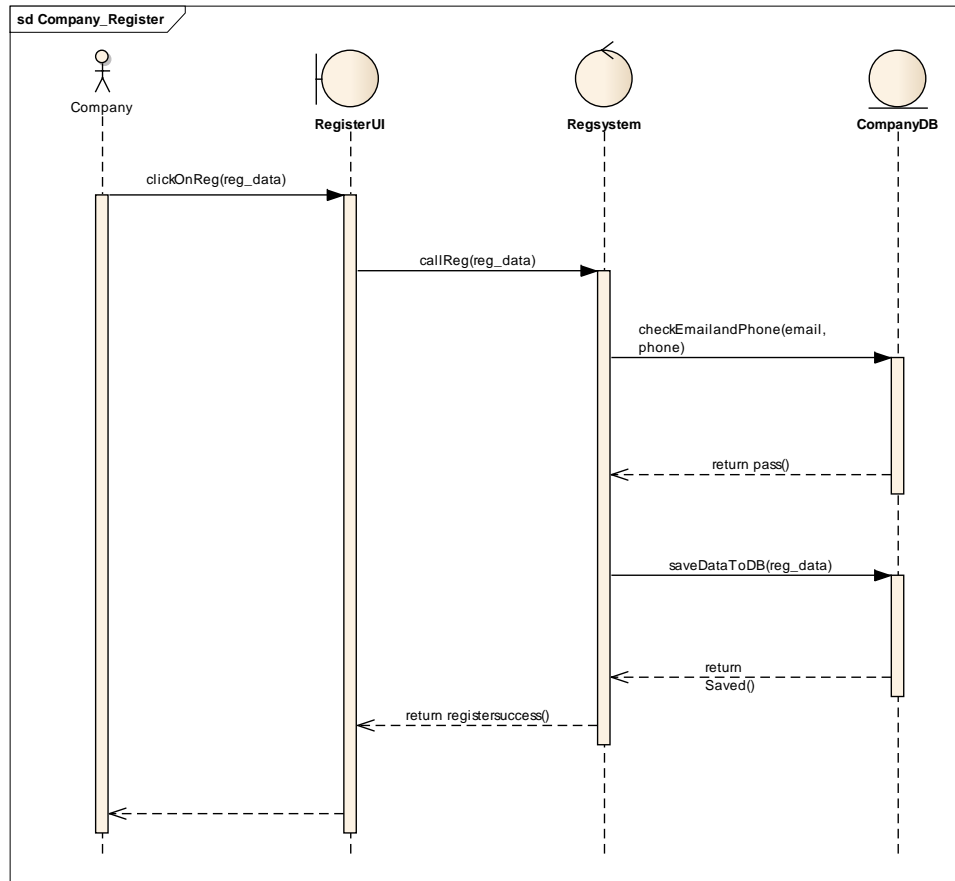 sd Company_Register
Company
RegisterUI
Regsystem
CompanyDB
clickOnReg(reg_data)
callReg(reg_data)
checkEmailandPhone(email,
phone)
return pass()
saveDataToDB(reg_data)
return
Saved()
return registersuccess()